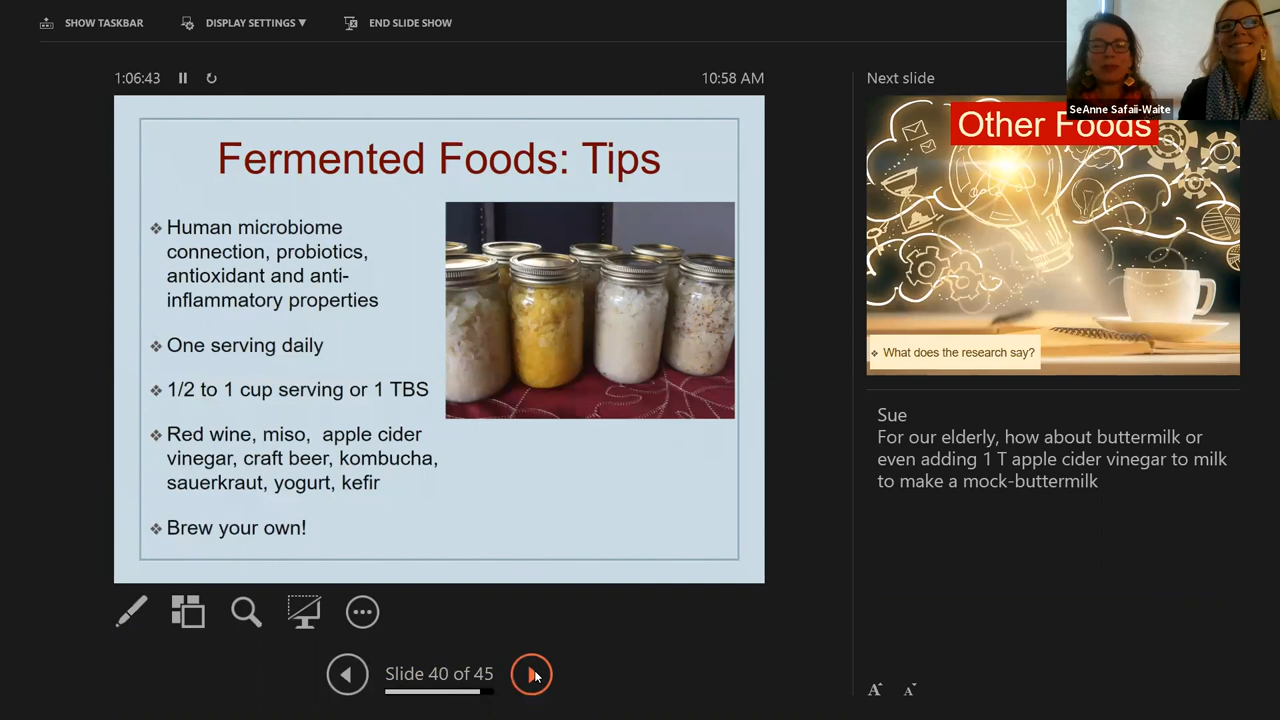 SHOW TASKBAR
DISPLAY SETTINGS ▼
END SLIDE SHOW
1:06:43
10:58 AM
Fermented Foods: Tips
❖ Human microbiome
connection, probiotics,
antioxidant and anti-
inflammatory properties
❖ One serving daily
❖ 1/2 to 1 cup serving or 1 TBS
❖ Red wine, miso, apple cider
vinegar, craft beer, kombucha,
sauerkraut, yogurt, kefir
❖ Brew your own!
Slide 40 of 45
Next slide
SeAnne Safaii-Waite
Other Foods
❖ What does the research say?
Sue
For our elderly, how about buttermilk or
even adding 1 T apple cider vinegar to milk
to make a mock-buttermilk
A A